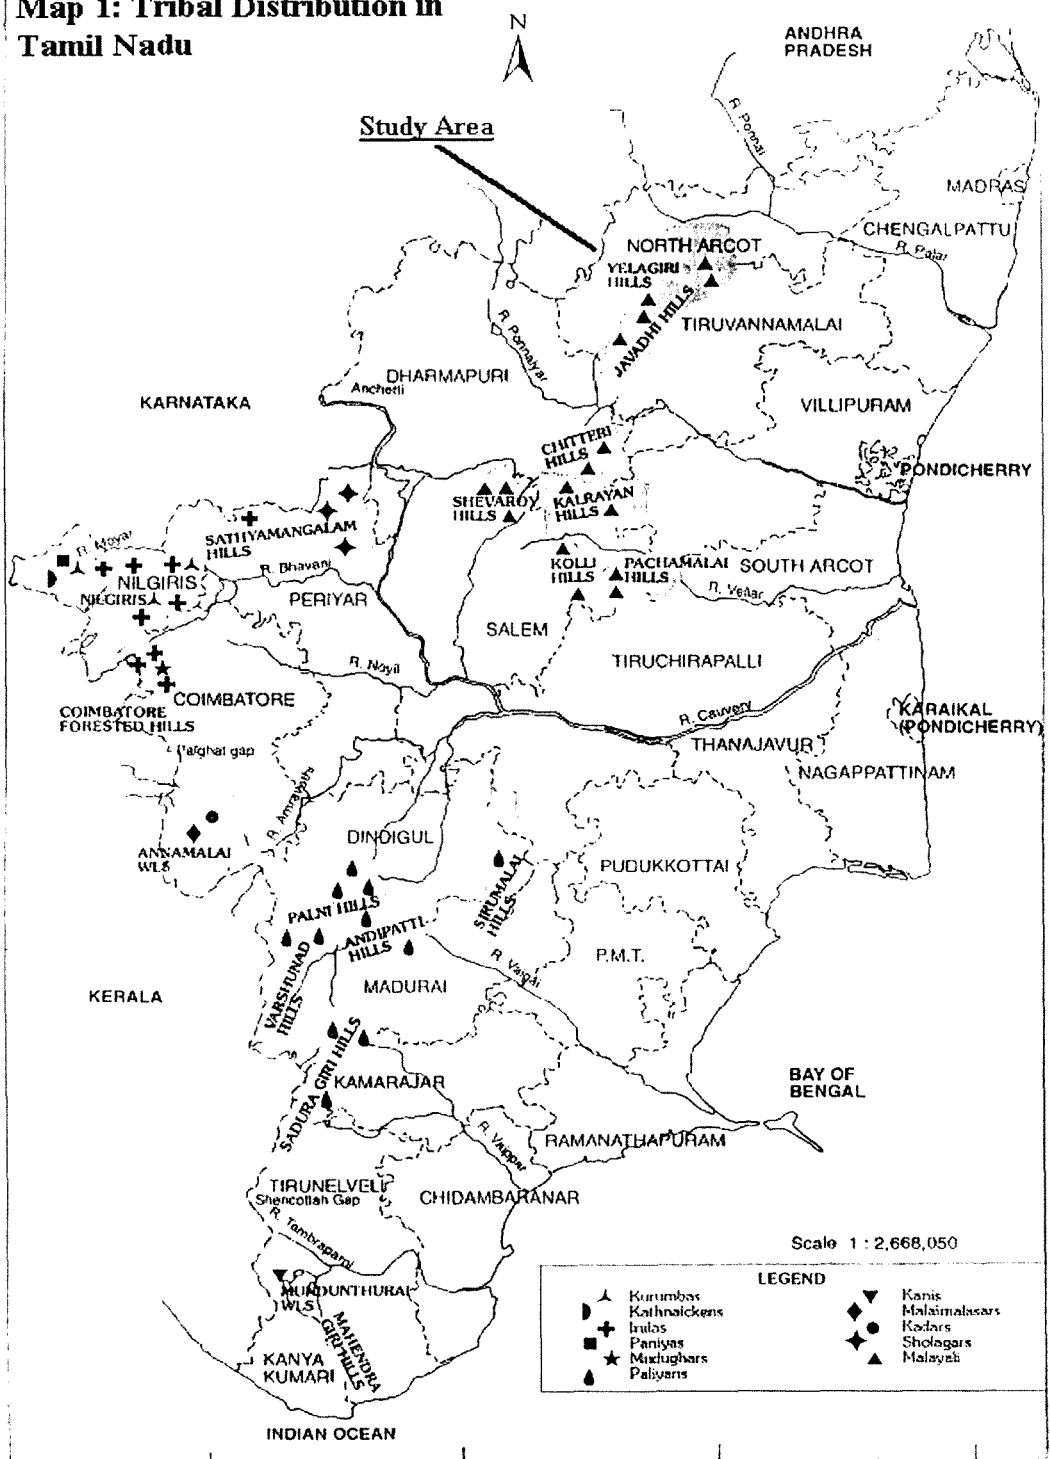 Map 1: Tribal Distribution in
Tamil Nadu
N
ANDHRA
PRADESH
Study Area
R. Ponnai
MADRAS
CHENGALPATTU
R. Palar
NORTH ARCOT
YELAGIRI
HILLS
JAVADHI HILLS
TIRUVANNAMALAI
R. Ponnaiyar
DHARMAPURI
Anchetti
KARNATAKA
VILLIPURAM
CHITTERI
HILLS
PONDICHERRY
SHEVAROY
HILLS
KALRAYAN
HILLS
SATHYAMANGALAM
HILLS
R. Moyar
NILGIRIS
NILGIRIS
R. Bhavani
PERIYAR
KOLLI
HILLS
PACHAMALAI
HILLS
SOUTH ARCOT
R. Vellar
SALEM
TIRUCHIRAPALLI
R. Noyil
COIMBATORE
COIMBATORE
FORESTED HILLS
R. Cauvery
KARAIKAL
(PONDICHERRY)
Palghat gap
THANAJAVUR
NAGAPPATTINAM
R. Amravathi
DINDIGUL
ANNAMALAI
WLS
PUDUKKOTTAI
SIRUMALAI
HILLS
PALNI HILLS
ANDIPATTI
HILLS
VARSHUNAD
HILLS
R. Vaigai
P.M.T.
MADURAI
KERALA
SADURA GIRI HILLS
KAMARAJAR
BAY OF
BENGAL
R. Vaippar
RAMANATHAPURAM
TIRUNELVELI
Shencottah Gap
CHIDAMBARANAR
R. Tambraparni
Scale 1 : 2,668,050
MUNDUNTHURAI
WLS
MAHENDRA
GIRI HILLS
KANYA
KUMARI
INDIAN OCEAN
LEGEND
Kurumbas
Kathnaickens
Irulas
Paniyas
Mudughars
Paliyans
Kanis
Malaimalasars
Kadars
Sholagars
Malayali